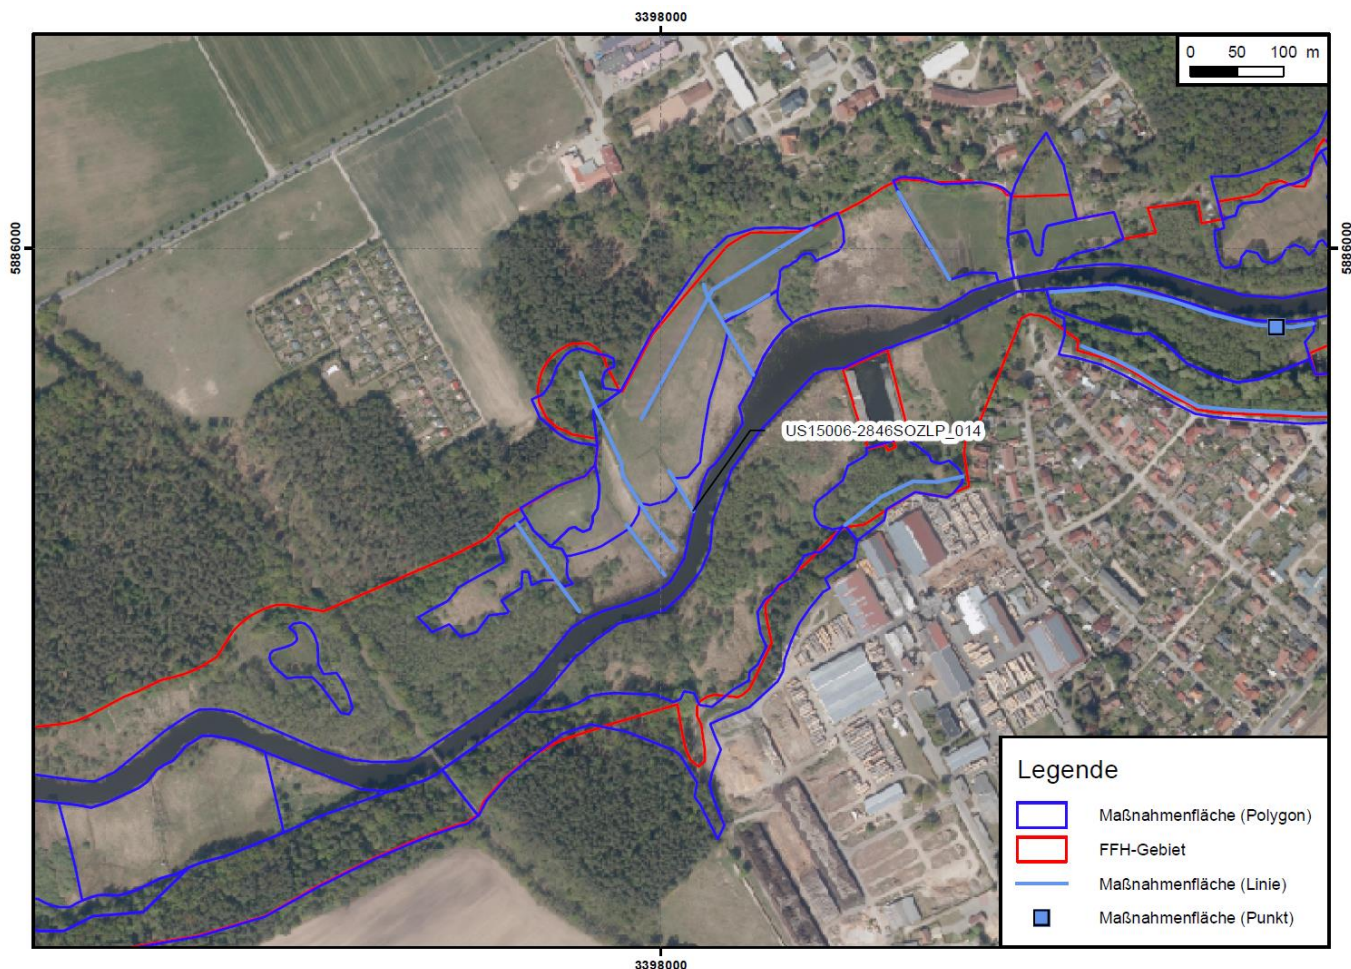 3398000
0 50 100 m
5886000
5886000
US15006-2846SOZLP_014
Legende
Maßnahmenfläche (Polygon)
FFH-Gebiet
Maßnahmenfläche (Linie)
Maßnahmenfläche (Punkt)
3398000